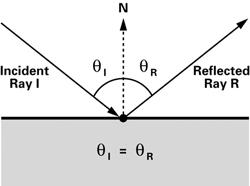 N
θI
θR
Incident
Ray I
Reflected
Ray R
θI = θR